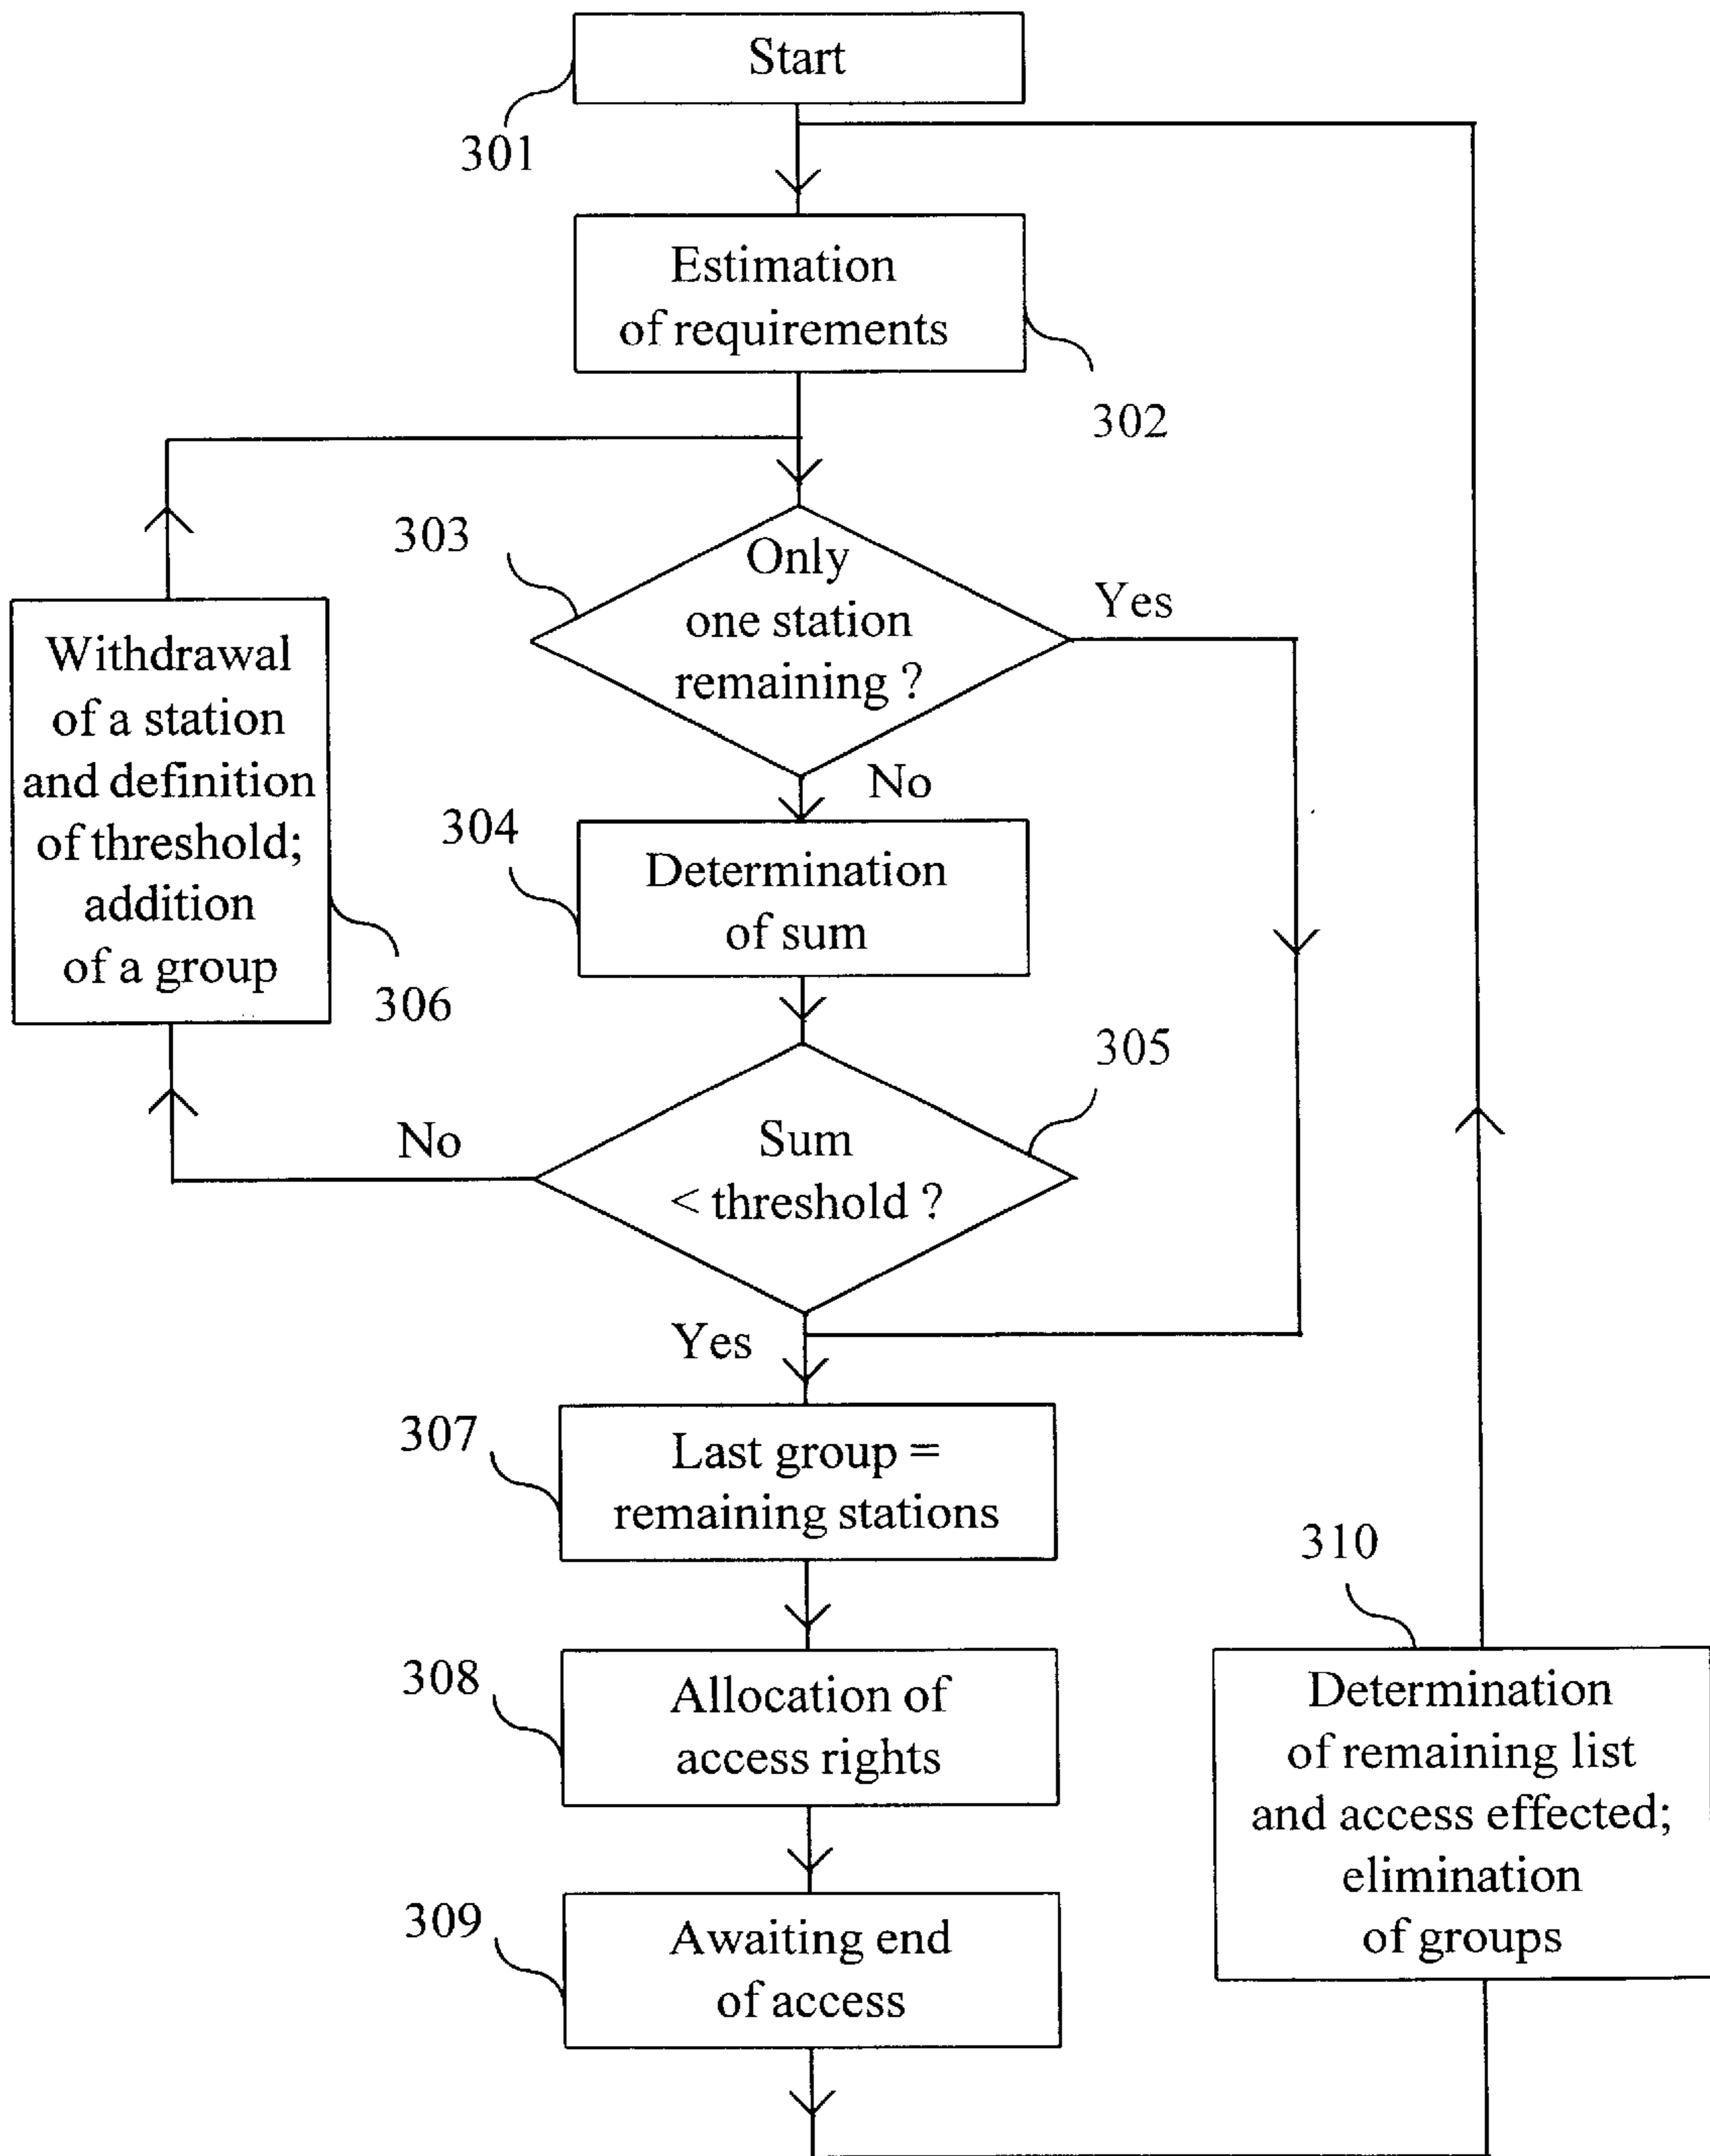 Start
301
Estimation
of requirements
302
303
Only
one station
remaining ?
Yes
No
Withdrawal
of a station
and definition
of threshold;
addition
of a group
306
304
Determination
of sum
305
Sum
< threshold ?
No
Yes
307
Last group =
remaining stations
308
Allocation of
access rights
309
Awaiting end
of access
310
Determination
of remaining list
and access effected;
elimination
of groups